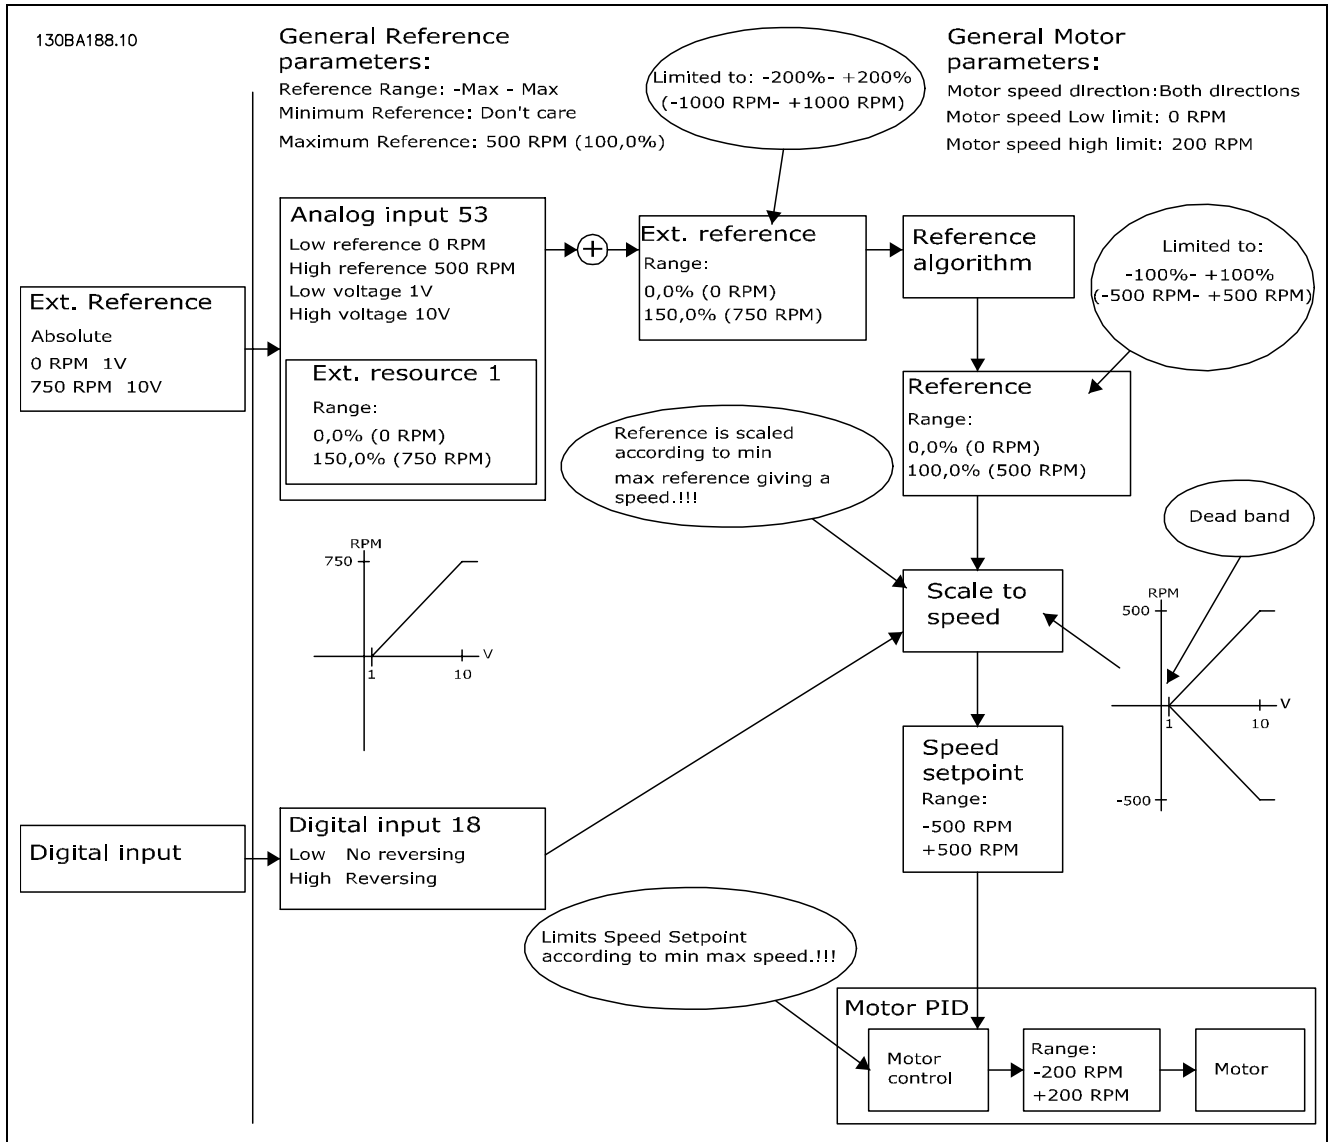 130BA188.10
General Reference
parameters:
Reference Range: -Max - Max
Minimum Reference: Don't care
Maximum Reference: 500 RPM (100,0%)
Limited to: -200%- +200%
(-1000 RPM- +1000 RPM)
General Motor
parameters:
Motor speed direction:Both directions
Motor speed Low limit: 0 RPM
Motor speed high limit: 200 RPM
Ext. Reference
Absolute
0 RPM 1V
750 RPM 10V
Analog input 53
Low reference 0 RPM
High reference 500 RPM
Low voltage 1V
High voltage 10V
Ext. resource 1
Range:
0,0% (0 RPM)
150,0% (750 RPM)
+
Ext. reference
Range:
0,0% (0 RPM)
150,0% (750 RPM)
Reference
algorithm
Limited to:
-100%- +100%
(-500 RPM- +500 RPM)
Reference
Range:
0,0% (0 RPM)
100,0% (500 RPM)
Reference is scaled
according to min
max reference giving a
speed.!!!
Dead band
RPM
750
V
1
10
Scale to
speed
RPM
500
V
1
10
-500
Speed
setpoint
Range:
-500 RPM
+500 RPM
Digital input
Digital input 18
Low No reversing
High Reversing
Limits Speed Setpoint
according to min max speed.!!!
Motor PID
Motor
control
Range:
-200 RPM
+200 RPM
Motor